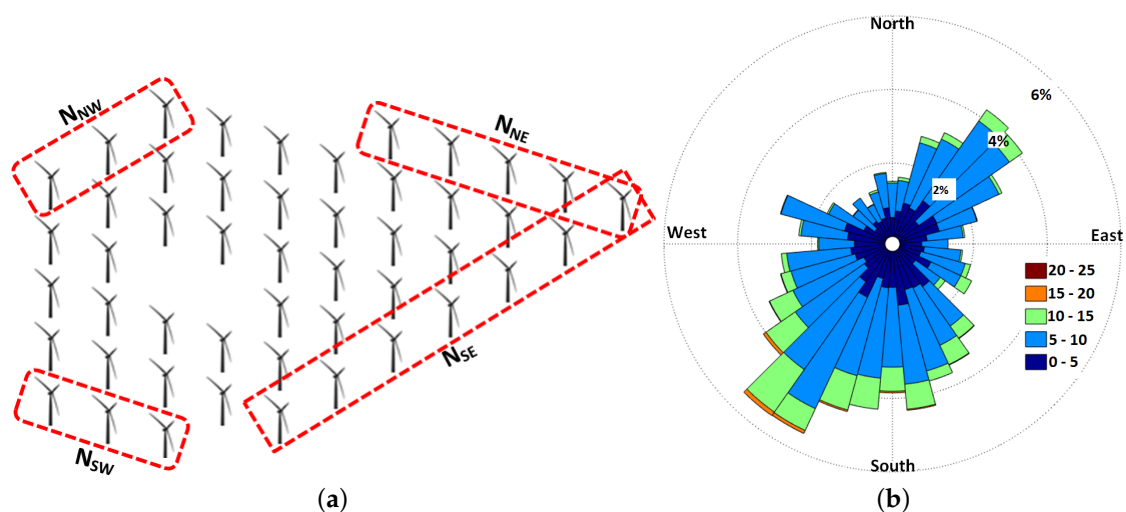 N_NW
N_NE
N_SE
N_SW
(a)
North
6%
4%
2%
West
East
20 - 25
15 - 20
10 - 15
5 - 10
0 - 5
South
(b)